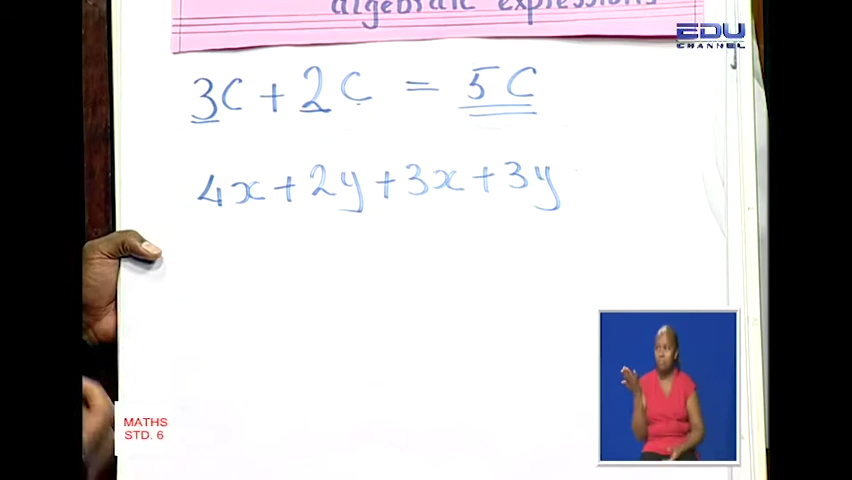 algebraic expressions
EDU
CHANNEL
3C + 2C = 5C
4x + 2y + 3x + 3y
MATHS
STD. 6